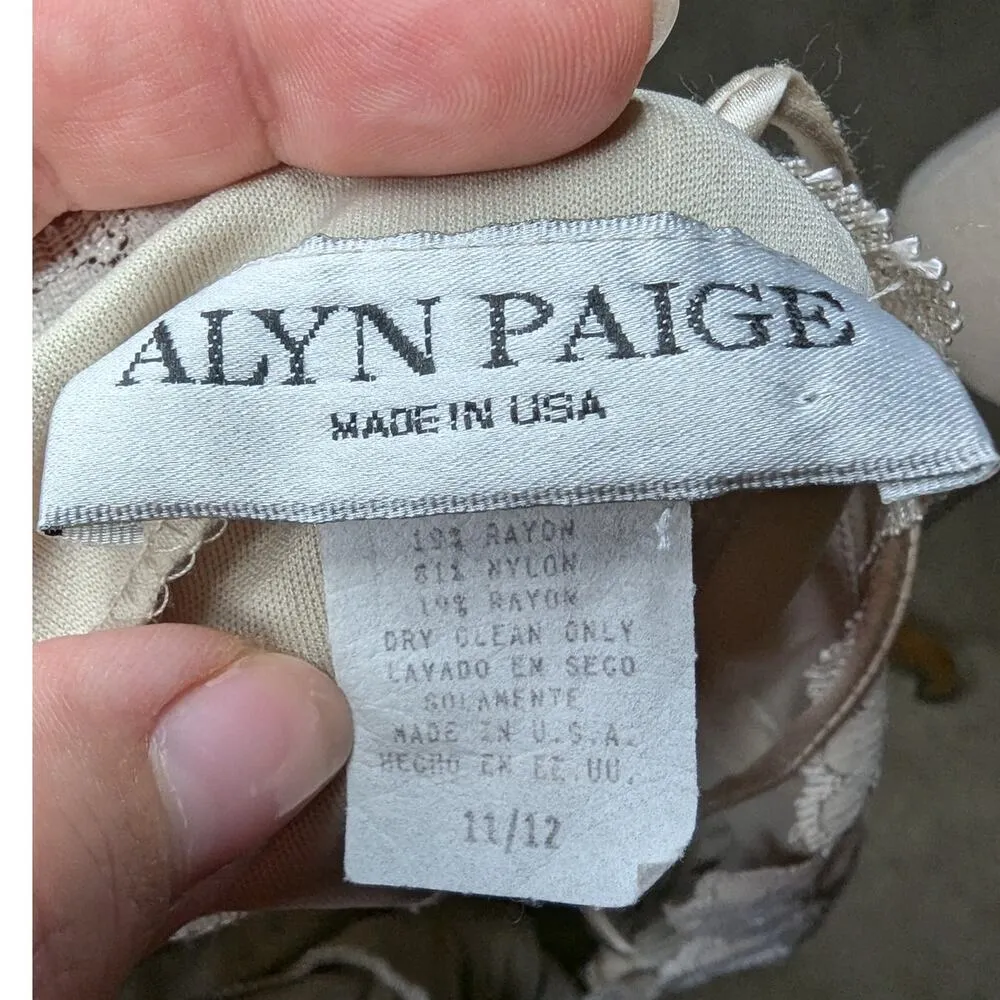 ALYN PAIGE
MADE IN USA
19% RAYON
81% NYLON
19% RAYON
DRY CLEAN ONLY
LAVADO EN SECO
SOLAMENTE
MADE IN U.S.A.
HECHO EN EE.UU.
11/12